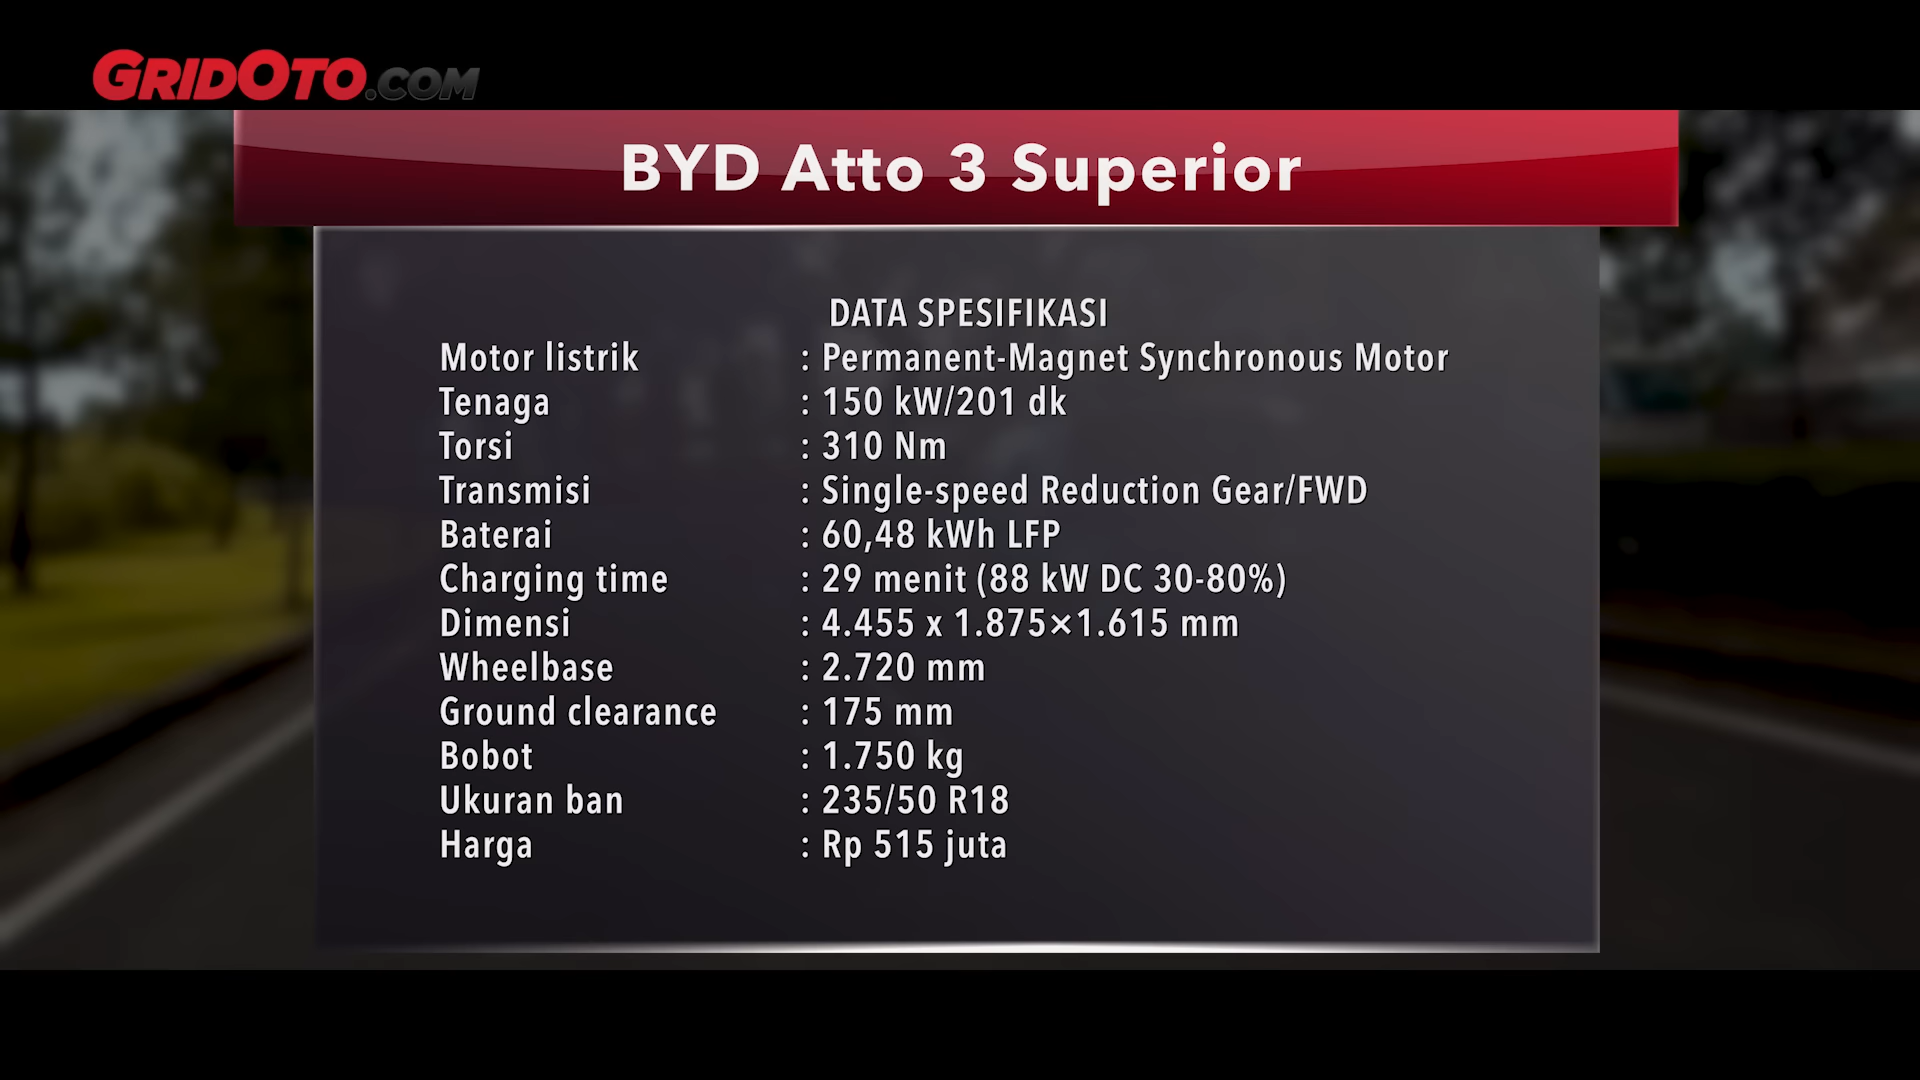 GRIDOTO.COM
BYD Atto 3 Superior
DATA SPESIFIKASI
Motor listrik : Permanent-Magnet Synchronous Motor
Tenaga : 150 kW/201 dk
Torsi : 310 Nm
Transmisi : Single-speed Reduction Gear/FWD
Baterai : 60,48 kWh LFP
Charging time : 29 menit (88 kW DC 30-80%)
Dimensi : 4.455 x 1.875×1.615 mm
Wheelbase : 2.720 mm
Ground clearance : 175 mm
Bobot : 1.750 kg
Ukuran ban : 235/50 R18
Harga : Rp 515 juta